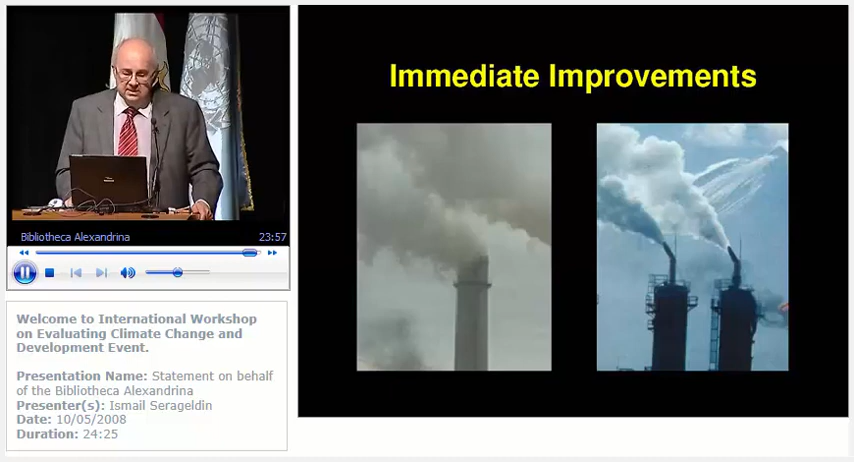 Immediate Improvements
Bibliotheca Alexandrina 23:57
Welcome to International Workshop
on Evaluating Climate Change and
Development Event.
Presentation Name: Statement on behalf
of the Bibliotheca Alexandrina
Presenter(s): Ismail Serageldin
Date: 10/05/2008
Duration: 24:25